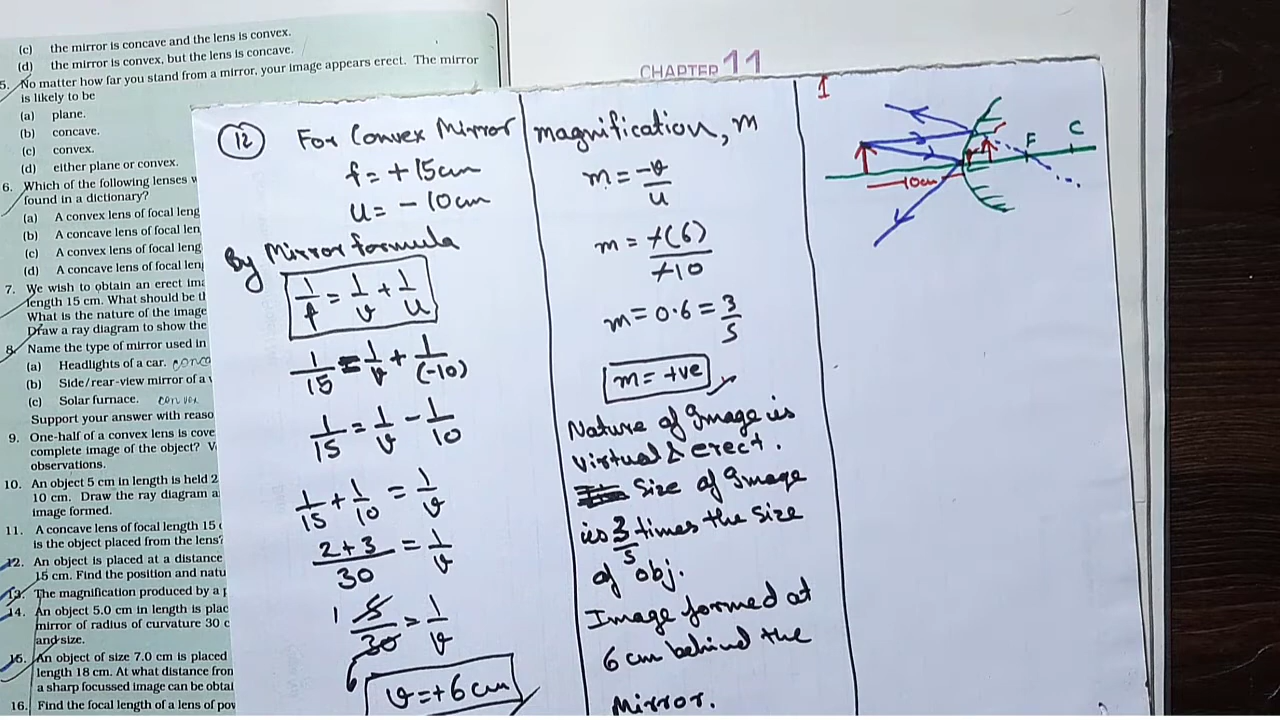 (c) the mirror is concave and the lens is convex.
(d) the mirror is convex, but the lens is concave.
5. No matter how far you stand from a mirror, your image appears erect. The mirror
is likely to be
(a) plane.
(b) concave.
(c) convex.
(d) either plane or convex.
6. Which of the following lenses
found in a dictionary?
(a) A convex lens of focal leng
(b) A concave lens of focal len
(c) A convex lens of focal leng
(d) A concave lens of focal len
7. We wish to obtain an erect
length 15 cm. What should be
What is the nature of the image
Draw a ray diagram to show the
8. Name the type of mirror used in
(a) Headlights of a car. conca
(b) Side/rear-view mirror of a
(c) Solar furnace. convex
Support your answer with reaso
9. One-half of a convex lens is cove
complete image of the object?
observations.
10. An object 5 cm in length is held 2
10 cm. Draw the ray diagram a
image formed.
11. A concave lens of focal length 15
is the object placed from the lens?
12. An object is placed at a distance
15 cm. Find the position and natu
13. The magnification produced by a
14. An object 5.0 cm in length is plac
mirror of radius of curvature 30 c
and size.
15. An object of size 7.0 cm is placed
length 18 cm. At what distance from
a sharp focussed image can be obtai
16. Find the focal length of a lens of pow
CHAPTER 11
(12) For Convex Mirror
f = +15cm
u = - 10cm
By Mirror formula
1/f = 1/v + 1/u
1/15 = 1/v + 1/(-10)
1/15 = 1/v - 1/10
1/15 + 1/10 = 1/v
2+3/30 = 1/v
1 5/30 = 1/v
6
v = +6 cm
magnification, m
m = -v/u
m = -(6)/-10
m = 0.6 = 3/5
m = +ve
Nature of Image is
virtual & erect.
Size of Image
is 3/5 times the size
of obj.
Image formed at
6 cm behind the
Mirror.
1
F
C
10cm